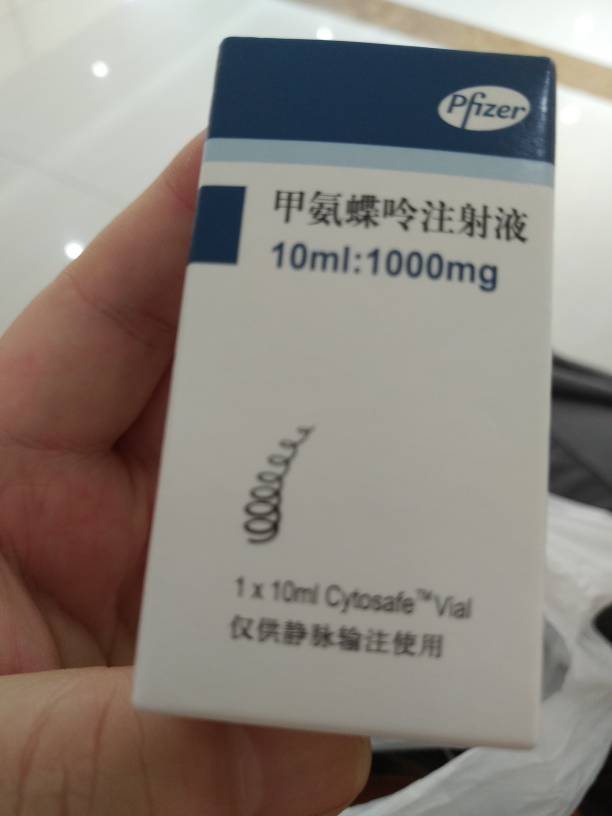 Pfizer
甲氨蝶呤注射液
10ml:1000mg
1 x 10ml Cytosafe™ Vial
仅供静脉输注使用